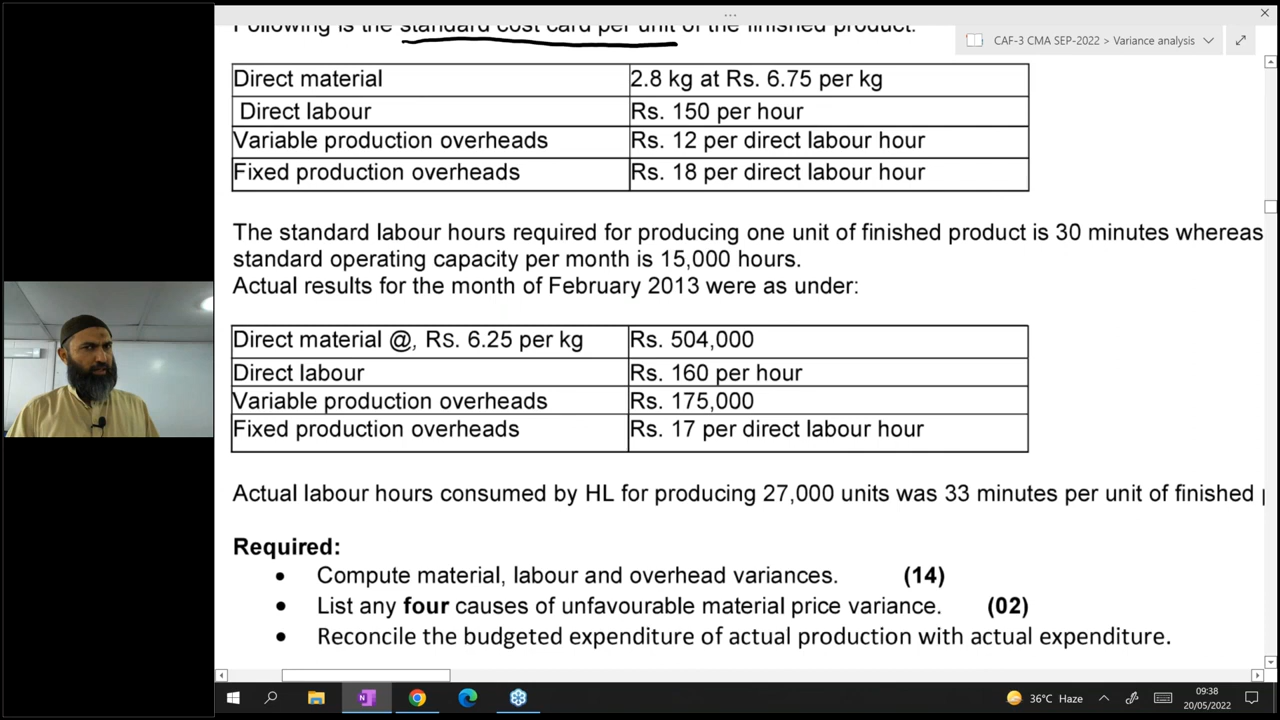 Following is the standard cost card per unit of the finished product.
CAF-3 CMA SEP-2022 > Variance analysis
Direct material 2.8 kg at Rs. 6.75 per kg
Direct labour Rs. 150 per hour
Variable production overheads Rs. 12 per direct labour hour
Fixed production overheads Rs. 18 per direct labour hour
The standard labour hours required for producing one unit of finished product is 30 minutes whereas
standard operating capacity per month is 15,000 hours.
Actual results for the month of February 2013 were as under:
Direct material @, Rs. 6.25 per kg Rs. 504,000
Direct labour Rs. 160 per hour
Variable production overheads Rs. 175,000
Fixed production overheads Rs. 17 per direct labour hour
Actual labour hours consumed by HL for producing 27,000 units was 33 minutes per unit of finished
Required:
• Compute material, labour and overhead variances. (14)
• List any four causes of unfavourable material price variance. (02)
• Reconcile the budgeted expenditure of actual production with actual expenditure.
36°C Haze
09:38
20/05/2022